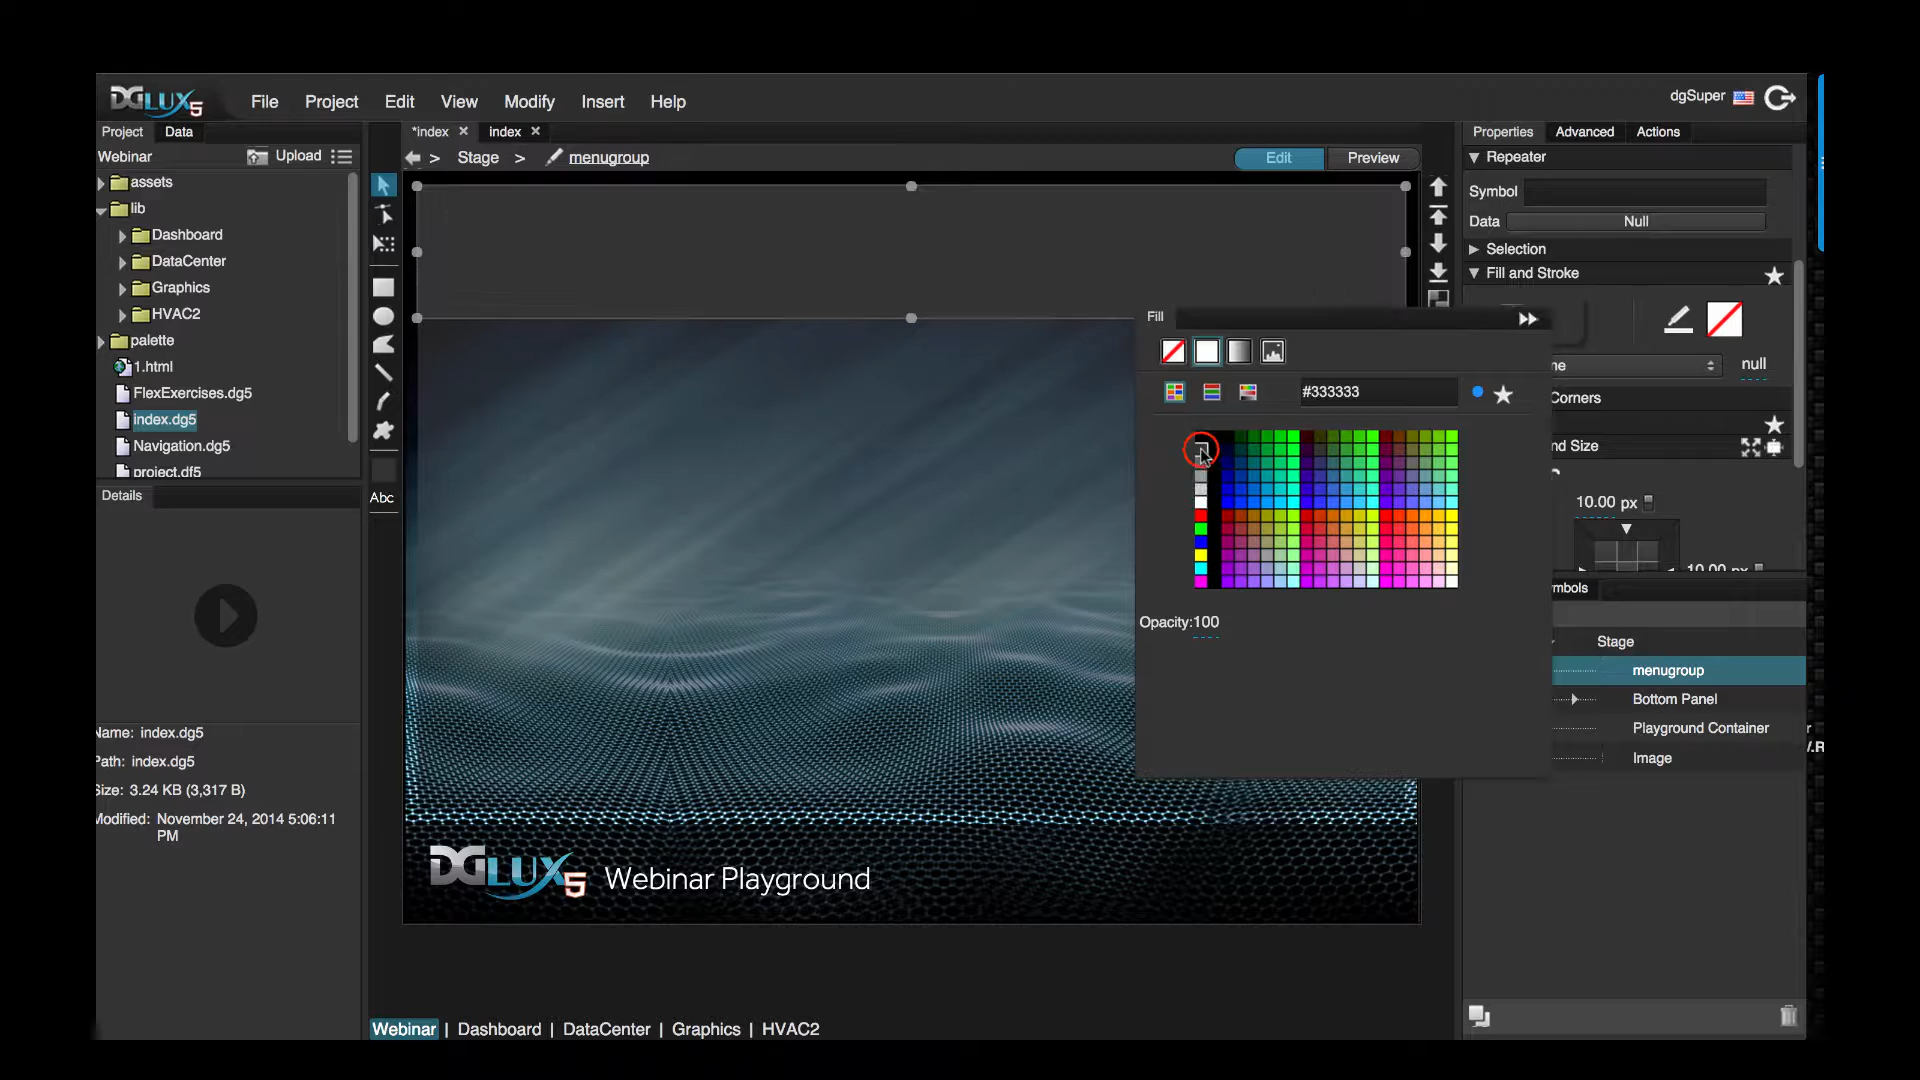 DGLUX5
File Project Edit View Modify Insert Help
dgSuper
Project Data
*index index
Properties Advanced Actions
Webinar Upload
> Stage > menugroup
Edit Preview
Repeater
Symbol
Data Null
Selection
Fill and Stroke
assets
lib
Dashboard
DataCenter
Graphics
HVAC2
palette
1.html
FlexExercises.dg5
index.dg5
Navigation.dg5
project.df5
Abc
Fill
#333333
Opacity:100
ne null
Corners
nd Size
10.00 px
10.00 px
mbols
Stage
menugroup
Bottom Panel
Playground Container
Image
Details
Name: index.dg5
Path: index.dg5
Size: 3.24 KB (3,317 B)
Modified: November 24, 2014 5:06:11
PM
DGLUX5 Webinar Playground
Webinar | Dashboard | DataCenter | Graphics | HVAC2